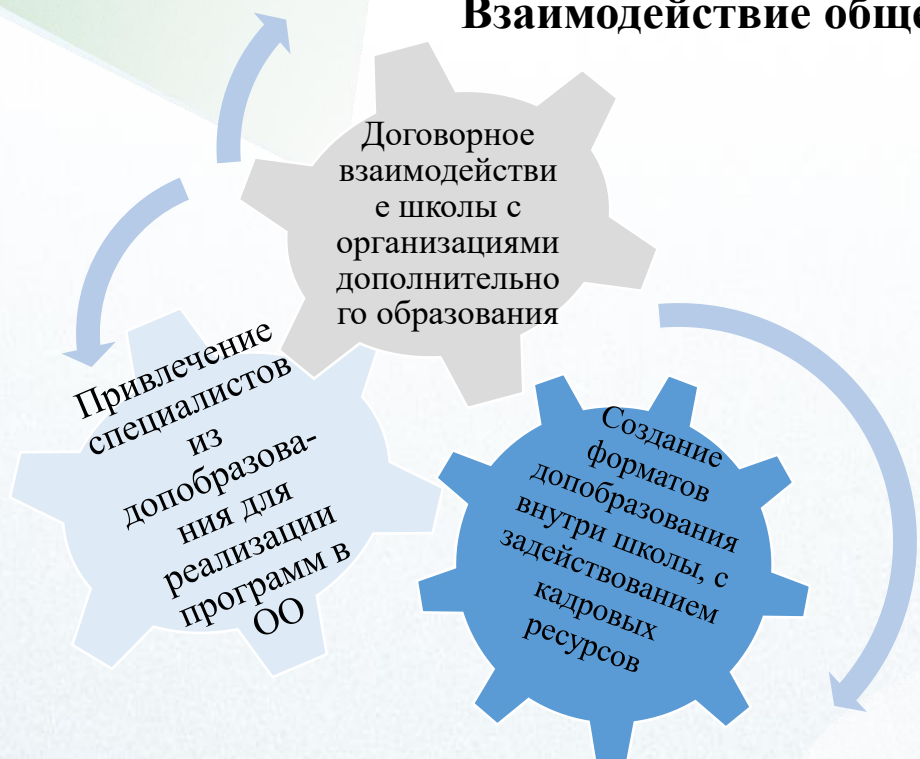 Взаимодействие обще
Договорное
взаимодействи
е школы с
организациями
дополнительно
го образования
Привлечение
специалистов
из
допобразова-
ния для
реализации
программ в
ОО
Создание
форматов
допобразования
внутри школы, с
задействованием
кадровых
ресурсов